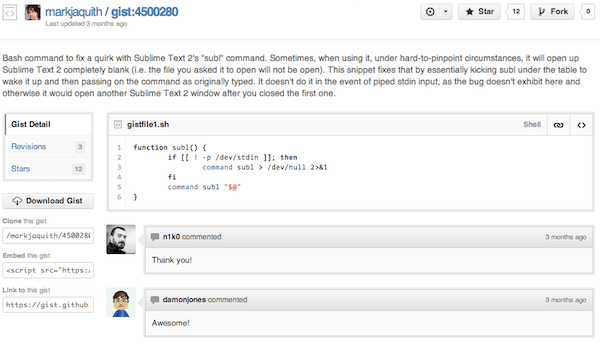 markjaquith / gist:4500280
Last updated 3 months ago
Star 12
Fork 0
Bash command to fix a quirk with Sublime Text 2's "subl" command. Sometimes, when using it, under hard-to-pinpoint circumstances, it will open up
Sublime Text 2 completely blank (i.e. the file you asked it to open will not be open). This snippet fixes that by essentially kicking subl under the table to
wake it up and then passing on the command as originally typed. It doesn't do it in the event of piped stdin input, as the bug doesn't exhibit here and
otherwise it would open another Sublime Text 2 window after you closed the first one.
Gist Detail
Revisions 3
Stars 12
Download Gist
Clone this gist
/markjaquith/4500280
Embed this gist
<script src="https:/
Link to this gist
https://gist.github
gistfile1.sh
Shell
1 function subl() {
2 if [[ ! -p /dev/stdin ]]; then
3 command subl > /dev/null 2>&1
4 fi
5 command subl "$@"
6 }
n1k0 commented 3 months ago
Thank you!
damonjones commented 3 months ago
Awesome!